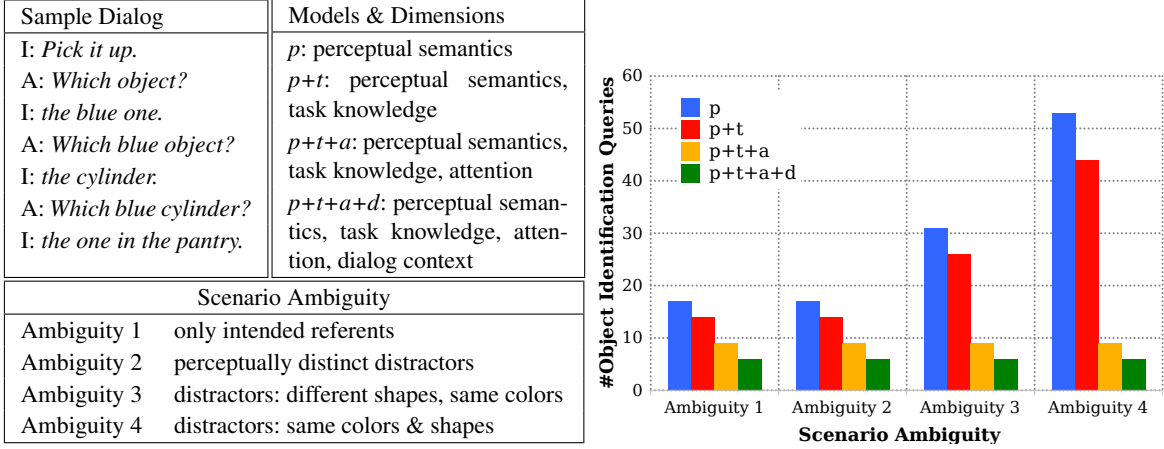 Sample Dialog
I: Pick it up.
A: Which object?
I: the blue one.
A: Which blue object?
I: the cylinder.
A: Which blue cylinder?
I: the one in the pantry.
Models & Dimensions
p: perceptual semantics
p+t: perceptual semantics,
task knowledge
p+t+a: perceptual semantics,
task knowledge, attention
p+t+a+d: perceptual seman-
tics, task knowledge, atten-
tion, dialog context
Scenario Ambiguity
Ambiguity 1 only intended referents
Ambiguity 2 perceptually distinct distractors
Ambiguity 3 distractors: different shapes, same colors
Ambiguity 4 distractors: same colors & shapes
#Object Identification Queries
60
50
40
30
20
10
0
p
p+t
p+t+a
p+t+a+d
Ambiguity 1 Ambiguity 2 Ambiguity 3 Ambiguity 4
Scenario Ambiguity